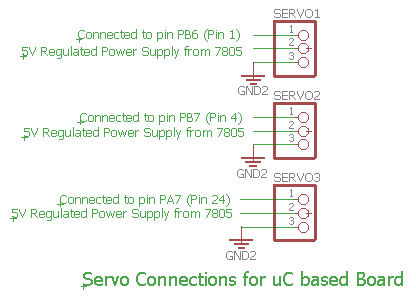 SERVO1
Connected to pin PB6 (Pin 1)
1
5V Regulated Power Supply from 7805
2
3
GND2
SERVO2
Connected to pin PB7 (Pin 4)
1
5V Regulated Power Supply from 7805
2
3
GND2
SERVO3
Connected to pin PA7 (Pin 24)
1
5V Regulated Power Supply from 7805
2
3
GND2
Servo Connections for uC based Board